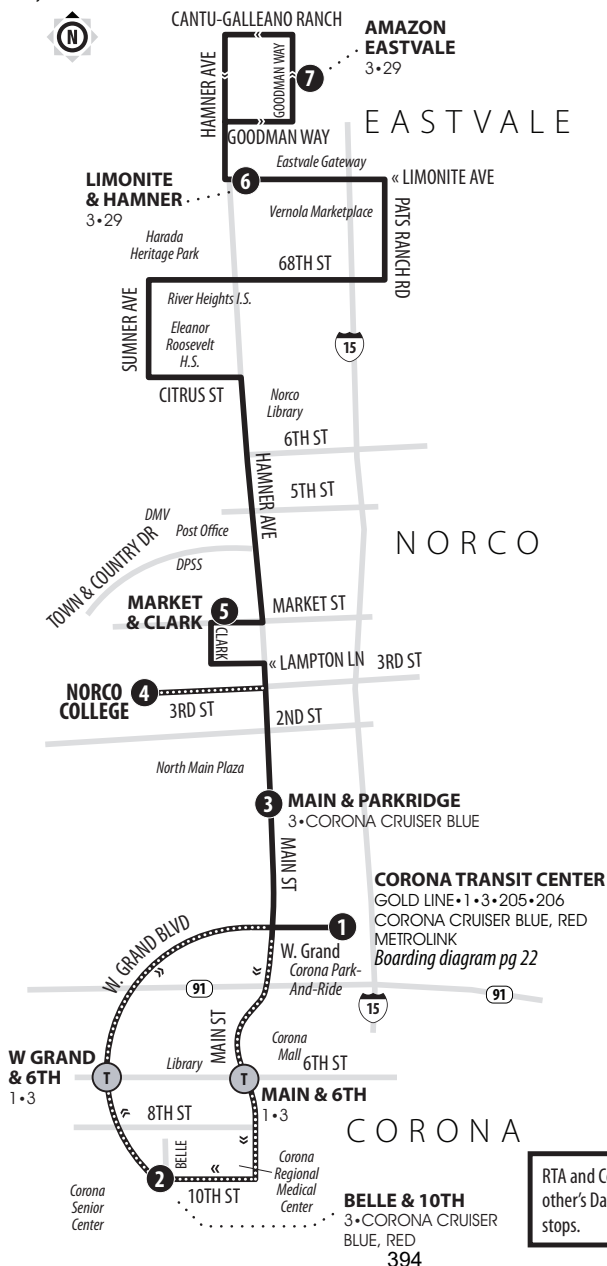 CANTU-GALLEANO RANCH
N
AMAZON
EASTVALE
3•29
HAMNER AVE
GOODMAN WAY
7
EASTVALE
GOODMAN WAY
Eastvale Gateway
LIMONITE
& HAMNER
3•29
6
« LIMONITE AVE
Vernola Marketplace
PATS RANCH RD
Harada
Heritage Park
68TH ST
SUMNER AVE
River Heights I.S.
Eleanor
Roosevelt
H.S.
15
CITRUS ST
Norco
Library
6TH ST
HAMNER AVE
5TH ST
DMV
Post Office
TOWN & COUNTRY DR
DPSS
NORCO
MARKET
& CLARK
5
MARKET ST
CLARK
« LAMPTON LN
3RD ST
NORCO
COLLEGE
4
3RD ST
2ND ST
North Main Plaza
3
MAIN & PARKRIDGE
3•CORONA CRUISER BLUE
MAIN ST
CORONA TRANSIT CENTER
GOLD LINE•1•3•205•206
CORONA CRUISER BLUE, RED
METROLINK
Boarding diagram pg 22
1
W. GRAND BLVD
W. Grand
Corona Park-
And-Ride
91
91
15
MAIN ST
Corona
Mall
W GRAND
& 6TH
1•3
T
Library
6TH ST
T
MAIN & 6TH
1•3
8TH ST
CORONA
BELLE
2
10TH ST
Corona
Regional
Medical
Center
Corona
Senior
Center
BELLE & 10TH
3•CORONA CRUISER
BLUE, RED
394
RTA and C
other's Da
stops.